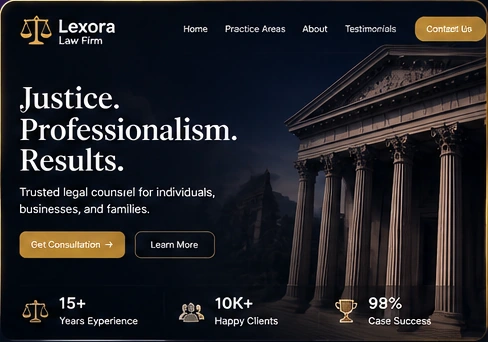 Lexora
Law Firm
Home
Practice Areas
About
Testimonials
Contact Us
Justice.
Professionalism.
Results.
Trusted legal counsel for individuals,
businesses, and families.
Get Consultation →
Learn More
15+
Years Eyperience
10K+
Happy Clients
98%
Case Success